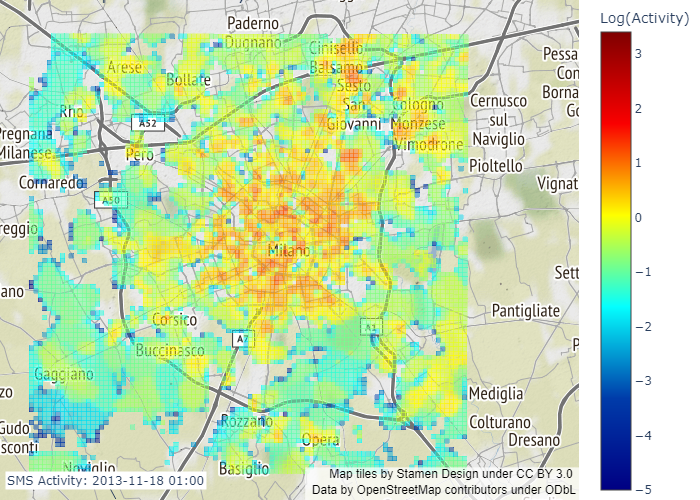 Log(Activity)
Paderno
Dugnano
Cinisello
Balsamo
Arese
Bollate
Sesto
San
Giovanni
Cologno
Monzese
Cernusco
sul
Naviglio
Pessa
Con
Borna
Go
Rho
A52
Pregnana
Milanese
Pero
Vimodrone
Pioltello
Cornaredo
A50
Vignat
reggio
Milano
Sett
ano
Corsico
A7
A1
Pantigliate
Buccinasco
P
Gaggiano
zo
Mediglia
Gudo
sconti
Rozzano
Colturano
Dresano
Opera
Noviglio
Basiglio
SMS Activity: 2013-11-18 01:00
Map tiles by Stamen Design under CC BY 3.0
Data by OpenStreetMap contributors under ODbL
3
2
1
0
−1
−2
−3
−4
−5